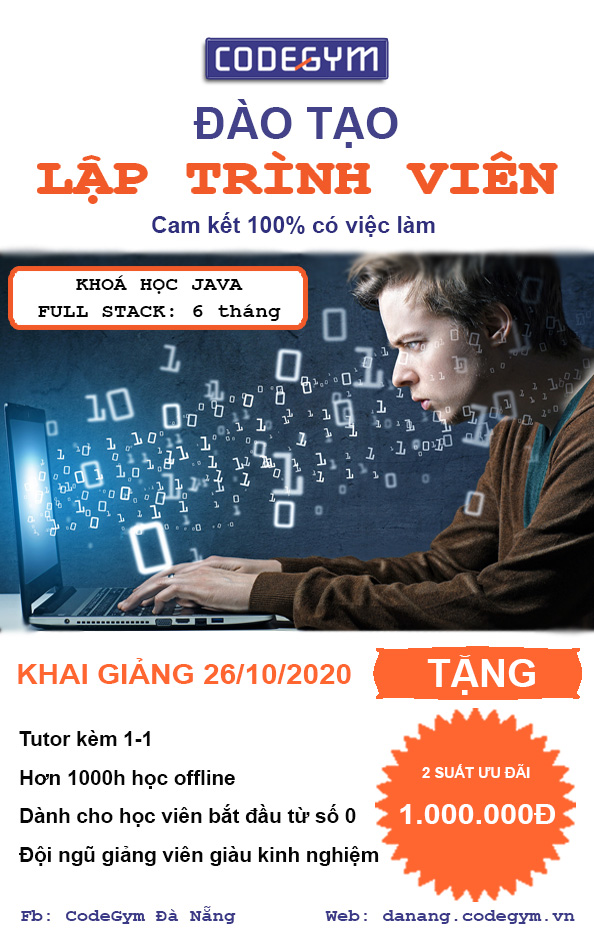 CODEGYM
ĐÀO TẠO
LẬP TRÌNH VIÊN
Cam kết 100% có việc làm
KHOÁ HỌC JAVA
FULL STACK: 6 tháng
KHAI GIẢNG 26/10/2020
TẶNG
2 SUẤT ƯU ĐÃI
1.000.000Đ
Tutor kèm 1-1
Hơn 1000h học offline
Dành cho học viên bắt đầu từ số 0
Đội ngũ giảng viên giàu kinh nghiệm
Fb: CodeGym Đà Nẵng
Web: danang.codegym.vn